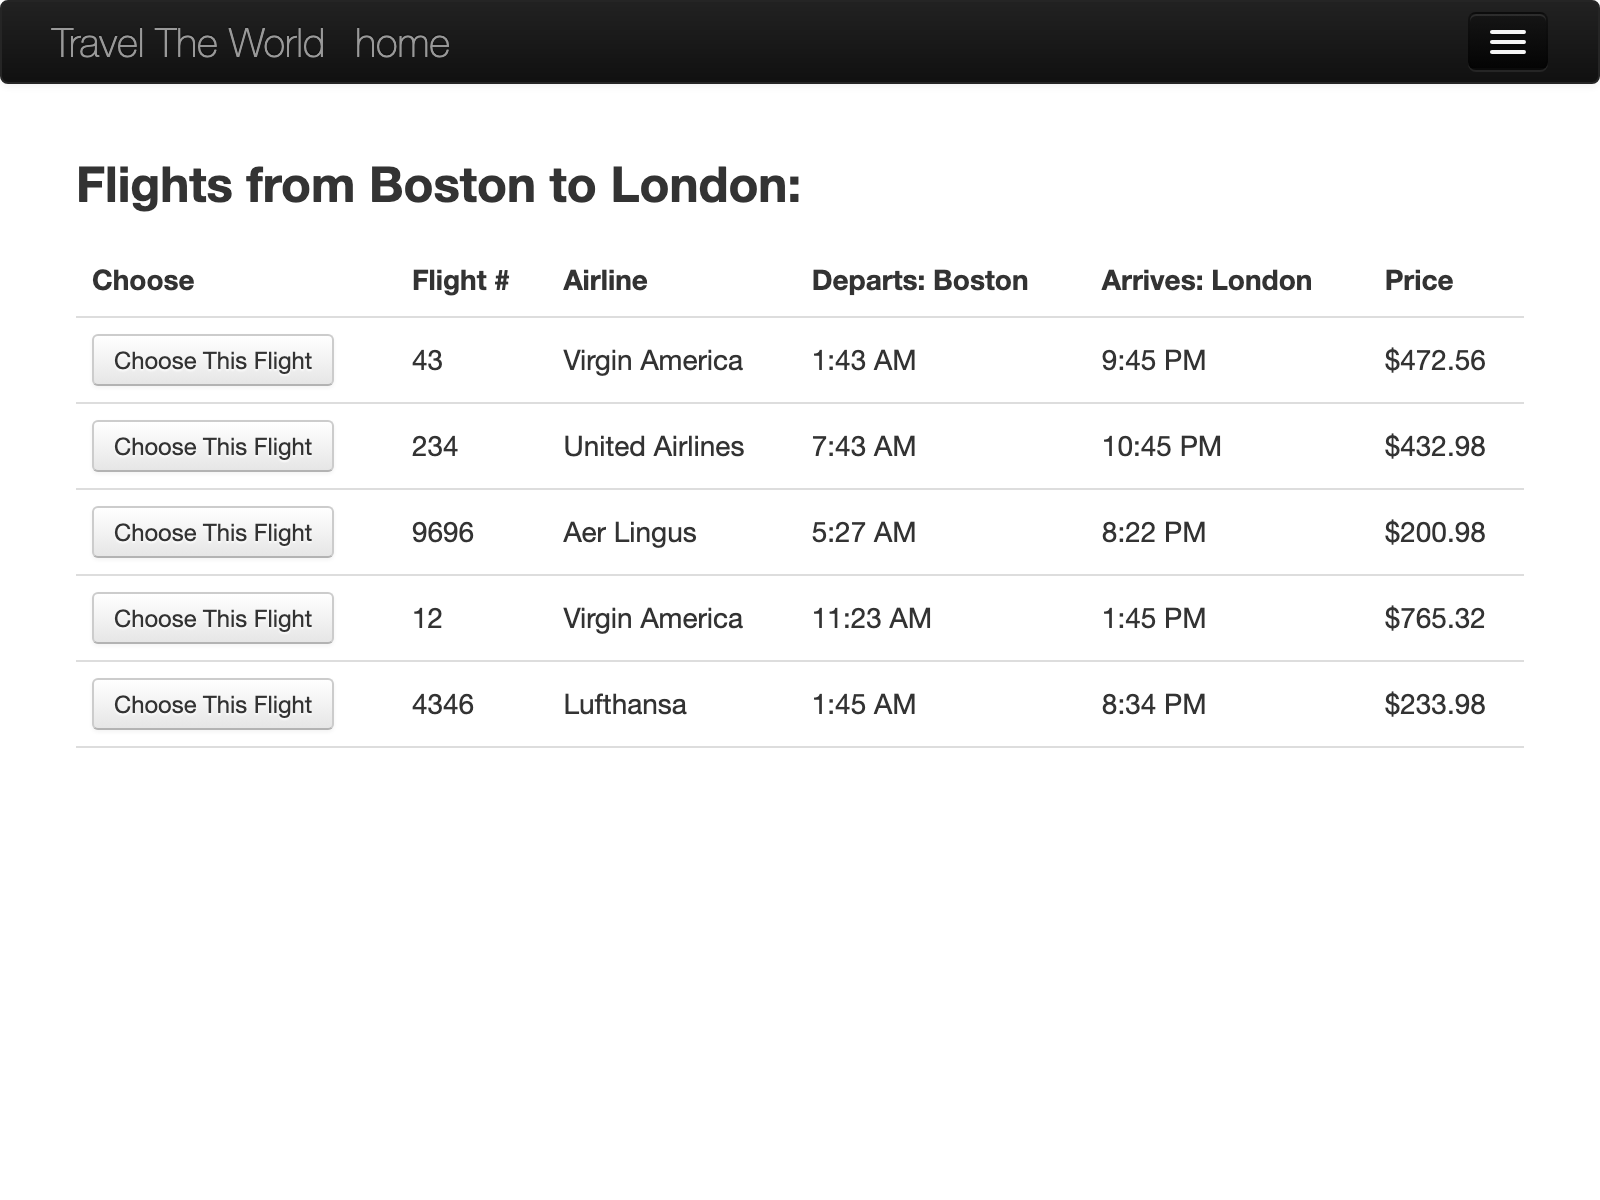 Travel The World home
Flights from Boston to London:
Choose Flight # Airline Departs: Boston Arrives: London Price
Choose This Flight 43 Virgin America 1:43 AM 9:45 PM $472.56
Choose This Flight 234 United Airlines 7:43 AM 10:45 PM $432.98
Choose This Flight 9696 Aer Lingus 5:27 AM 8:22 PM $200.98
Choose This Flight 12 Virgin America 11:23 AM 1:45 PM $765.32
Choose This Flight 4346 Lufthansa 1:45 AM 8:34 PM $233.98